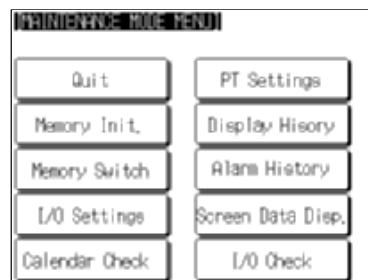 [MAINTENANCE MODE MENU]
Quit
PT Settings
Memory Init.
Display Hisory
Memory Switch
Alarm History
I/O Settings
Screen Data Disp.
Calendar Check
I/O Check